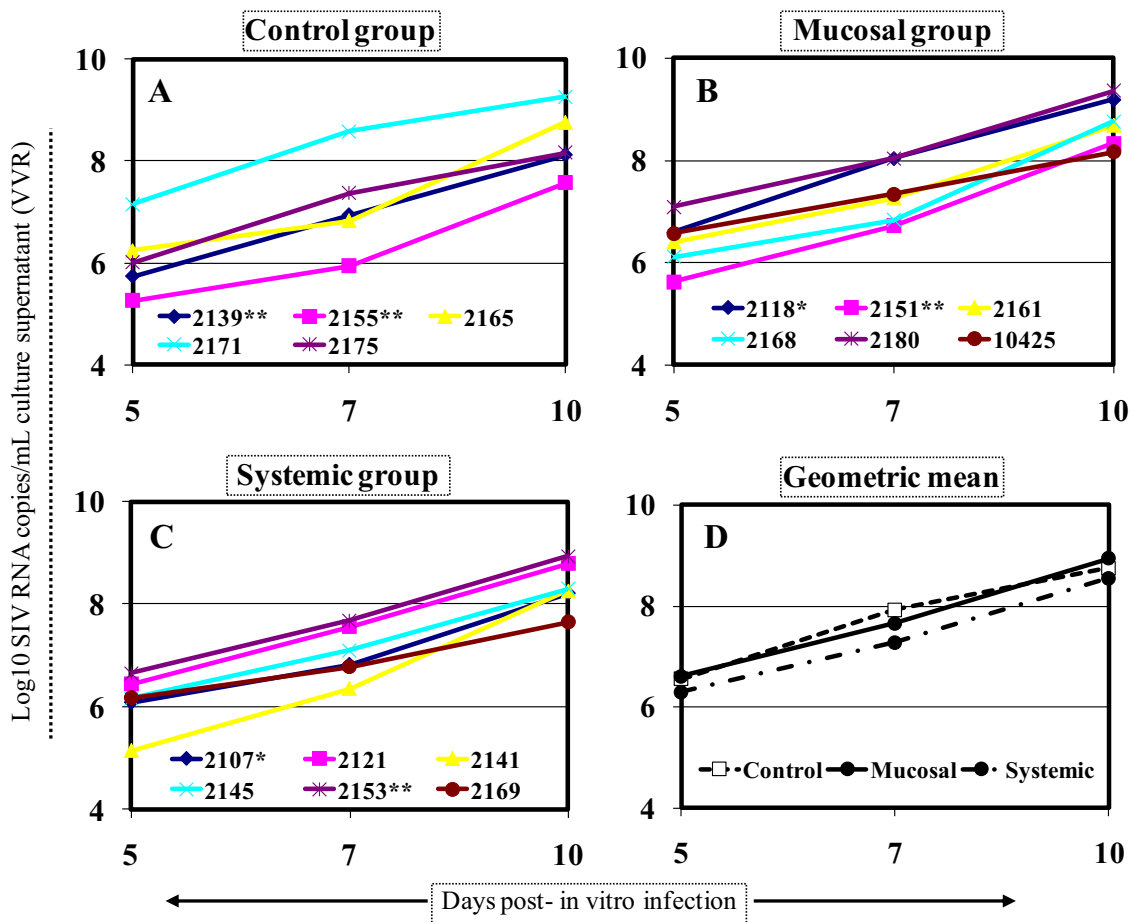 Log10 SIV RNA copies/mL culture supernatant (VVR)
Control group
A
10
8
6
4
2139** 2155** 2165
2171 2175
5 7 10
Mucosal group
B
10
8
6
4
2118* 2151** 2161
2168 2180 10425
5 7 10
Systemic group
C
10
8
6
4
2107* 2121 2141
2145 2153** 2169
5 7 10
Geometric mean
D
10
8
6
4
Control Mucosal Systemic
5 7 10
Days post- in vitro infection